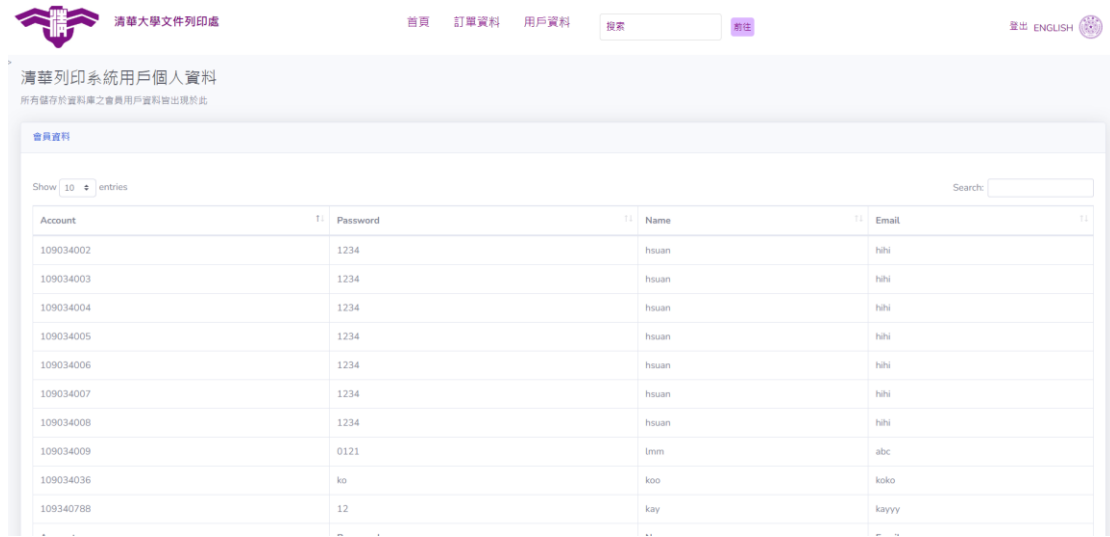 清華大學文件列印處 首頁 訂單資料 用戶資料 搜索 前往 登出 ENGLISH
>
清華列印系統用戶個人資料
所有儲存於資料庫之會員用戶資料皆出現於此
會員資料
Show 10 entries Search:
Account Password Name Email
109034002 1234 hsuan hihi
109034003 1234 hsuan hihi
109034004 1234 hsuan hihi
109034005 1234 hsuan hihi
109034006 1234 hsuan hihi
109034007 1234 hsuan hihi
109034008 1234 hsuan hihi
109034009 0121 lmm abc
109034036 ko koo koko
109340788 12 kay kayyy